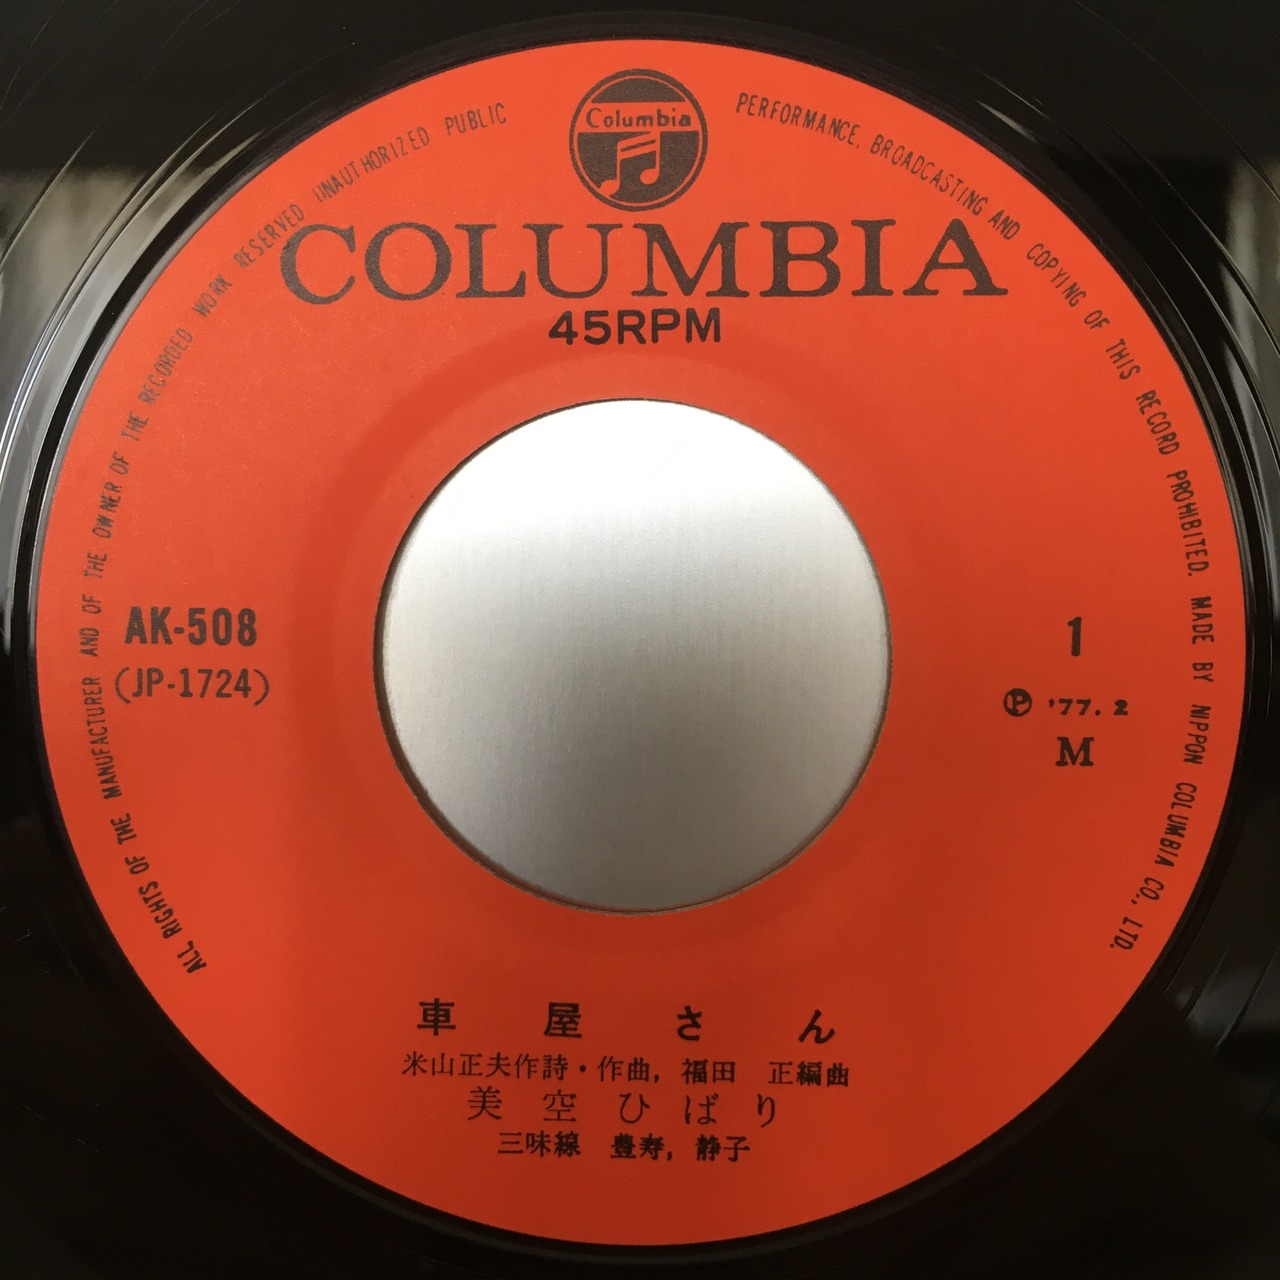 Columbia
COLUMBIA
45RPM
AK-508
(JP-1724)
1
Ⓟ '77. 2
M
車屋さん
米山正夫作詩・作曲, 福田 正編曲
美空ひばり
三味線 豊寿, 静子
ALL RIGHTS OF THE MANUFACTURER AND OF THE OWNER OF THE RECORDED WORK RESERVED UNAUTHORIZED PUBLIC PERFORMANCE, BROADCASTING AND COPYING OF THIS RECORD PROHIBITED. MADE BY NIPPON COLUMBIA CO., LTD.